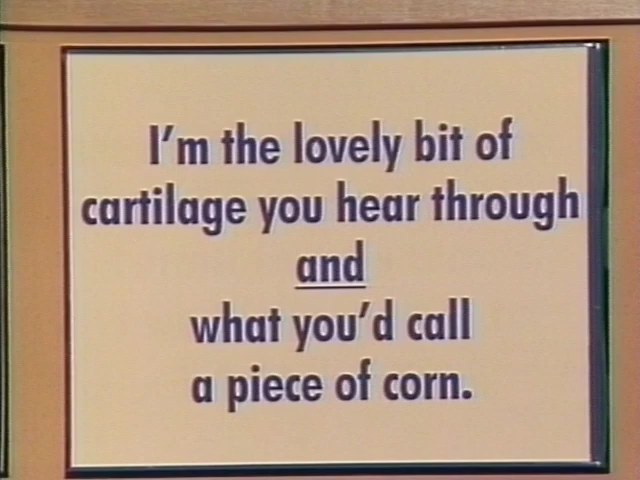 I'm the lovely bit of
cartilage you hear through
and
what you'd call
a piece of corn.